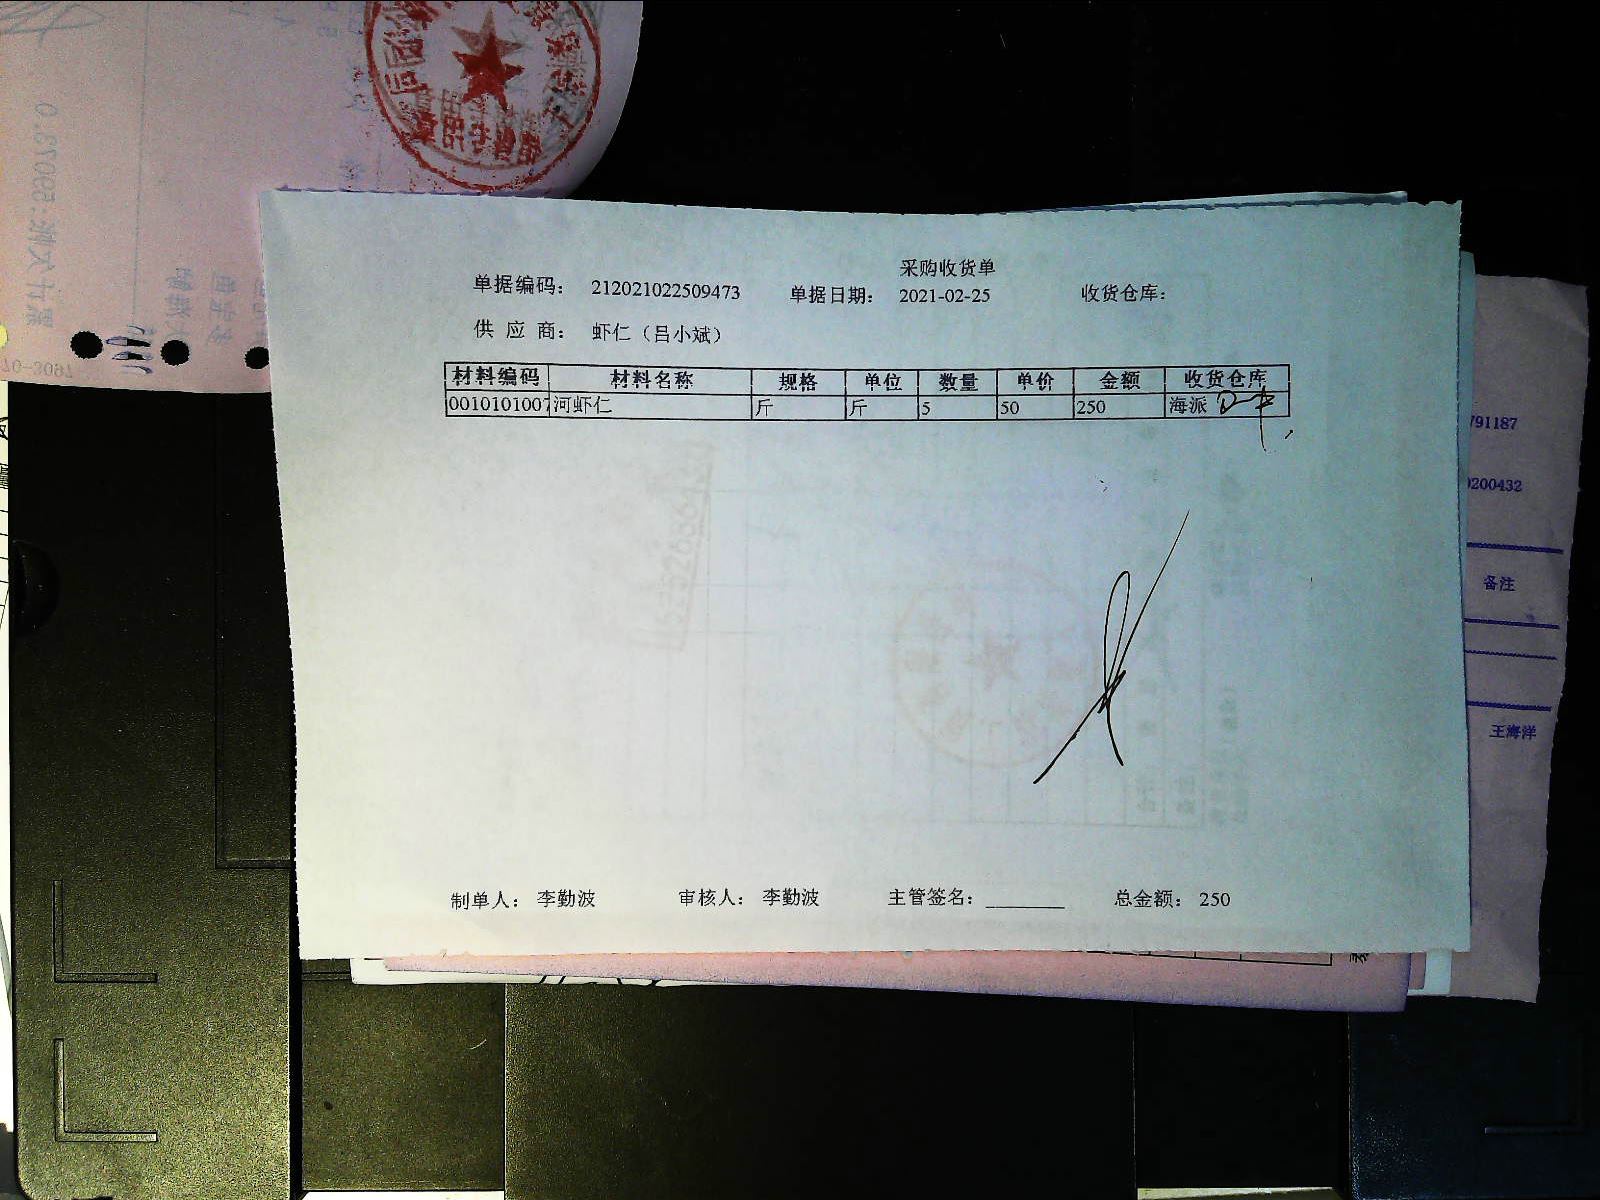 采购收货单
单据编码： 212021022509473 单据日期： 2021-02-25 收货仓库：
供 应 商： 虾仁（吕小斌）
材料编码 材料名称 规格 单位 数量 单价 金额 收货仓库
0010101007 河虾仁 斤 斤 5 50 250 海派
制单人： 李勤波 审核人： 李勤波 主管签名：________ 总金额： 250
791187
0200432
备注
王海洋